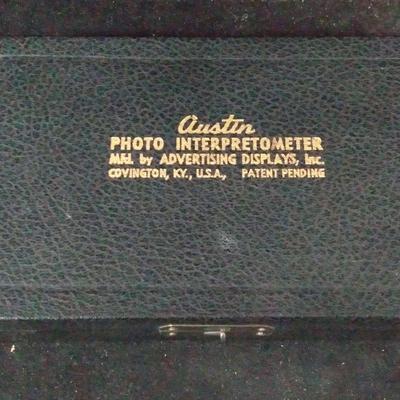 Austin
PHOTO INTERPRETOMETER
Mfd. by ADVERTISING DISPLAYS, Inc.
COVINGTON, KY., U.S.A., PATENT PENDING